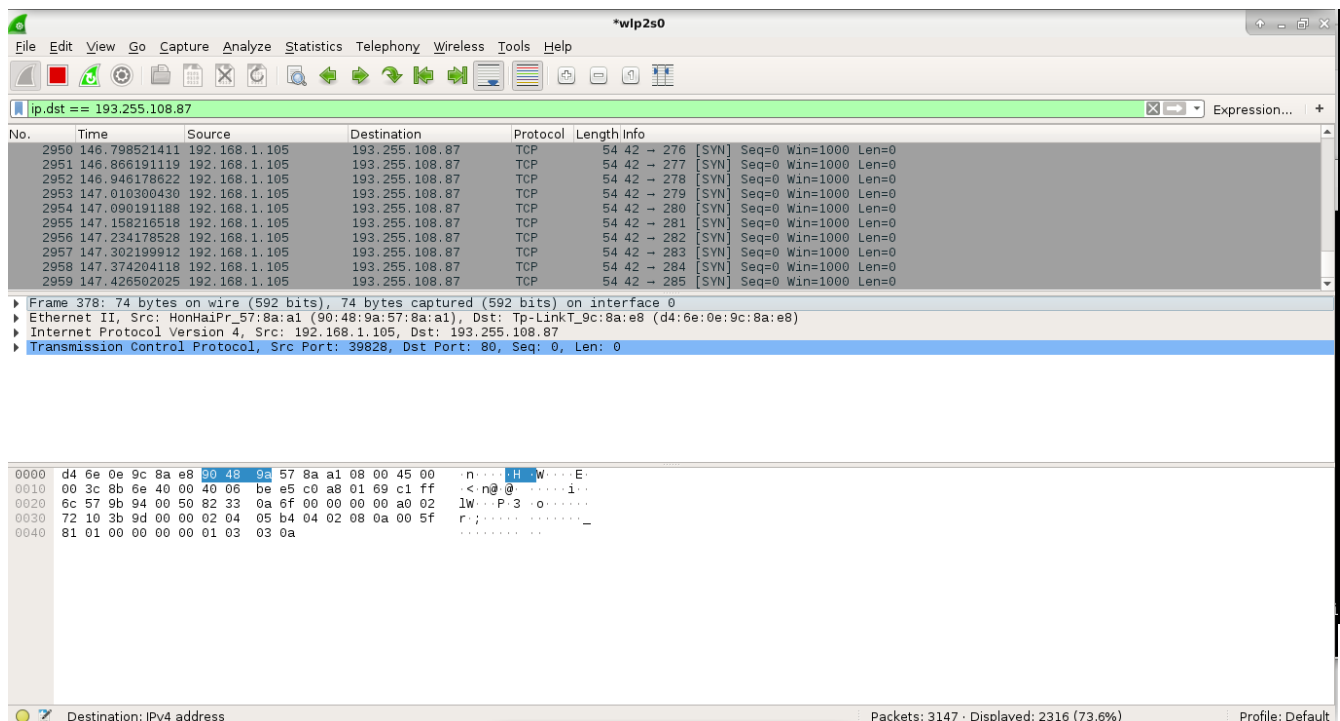 *wlp2s0
File Edit View Go Capture Analyze Statistics Telephony Wireless Tools Help
ip.dst == 193.255.108.87 Expression... +
No. Time Source Destination Protocol Length Info
2950 146.798521411 192.168.1.105 193.255.108.87 TCP 54 42 → 276 [SYN] Seq=0 Win=1000 Len=0
2951 146.866191119 192.168.1.105 193.255.108.87 TCP 54 42 → 277 [SYN] Seq=0 Win=1000 Len=0
2952 146.946178622 192.168.1.105 193.255.108.87 TCP 54 42 → 278 [SYN] Seq=0 Win=1000 Len=0
2953 147.010300430 192.168.1.105 193.255.108.87 TCP 54 42 → 279 [SYN] Seq=0 Win=1000 Len=0
2954 147.090191188 192.168.1.105 193.255.108.87 TCP 54 42 → 280 [SYN] Seq=0 Win=1000 Len=0
2955 147.158216518 192.168.1.105 193.255.108.87 TCP 54 42 → 281 [SYN] Seq=0 Win=1000 Len=0
2956 147.234178528 192.168.1.105 193.255.108.87 TCP 54 42 → 282 [SYN] Seq=0 Win=1000 Len=0
2957 147.302199912 192.168.1.105 193.255.108.87 TCP 54 42 → 283 [SYN] Seq=0 Win=1000 Len=0
2958 147.374204118 192.168.1.105 193.255.108.87 TCP 54 42 → 284 [SYN] Seq=0 Win=1000 Len=0
2959 147.426502025 192.168.1.105 193.255.108.87 TCP 54 42 → 285 [SYN] Seq=0 Win=1000 Len=0
Frame 378: 74 bytes on wire (592 bits), 74 bytes captured (592 bits) on interface 0
Ethernet II, Src: HonHaiPr_57:8a:a1 (90:48:9a:57:8a:a1), Dst: Tp-LinkT_9c:8a:e8 (d4:6e:0e:9c:8a:e8)
Internet Protocol Version 4, Src: 192.168.1.105, Dst: 193.255.108.87
Transmission Control Protocol, Src Port: 39828, Dst Port: 80, Seq: 0, Len: 0
0000 d4 6e 0e 9c 8a e8 90 48 9a 57 8a a1 08 00 45 00 ·n·····H·W····E·
0010 00 3c 8b 6e 40 00 40 06 be e5 c0 a8 01 69 c1 ff ·<·n@·@······i··
0020 6c 57 9b 94 00 50 82 33 0a 6f 00 00 00 00 a0 02 lW···P·3·o······
0030 72 10 3b 9d 00 00 02 04 05 b4 04 02 08 0a 00 5f r·;············_
0040 81 01 00 00 00 00 01 03 03 0a ··········
Destination: IPv4 address Packets: 3147 · Displayed: 2316 (73.6%) Profile: Default